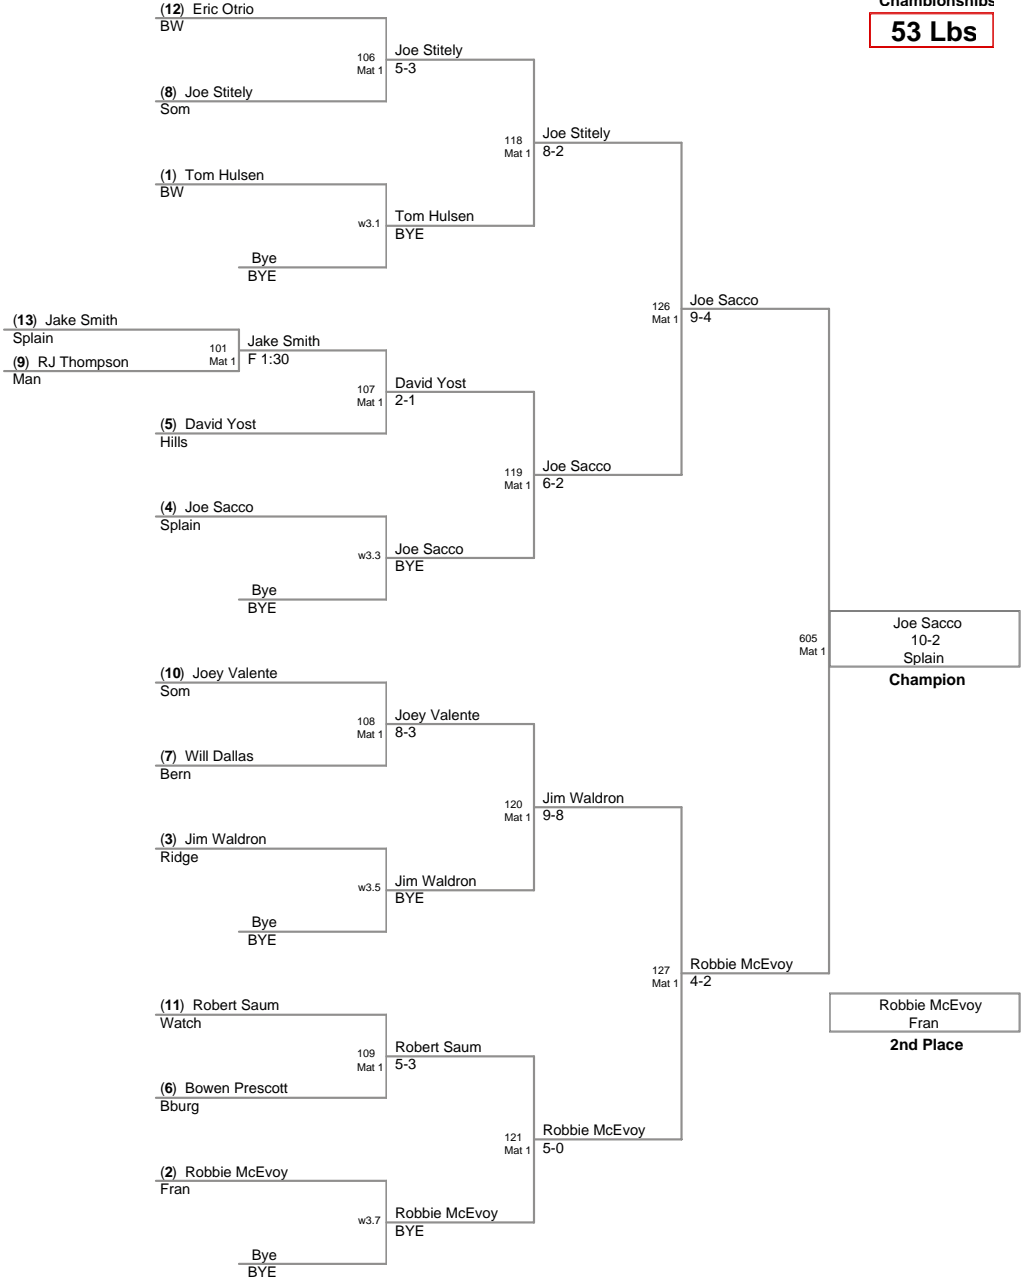 Championships
53 Lbs
(12) Eric Otrio
BW
106
Mat 1
Joe Stitely
5-3
(8) Joe Stitely
Som
118
Mat 1
Joe Stitely
8-2
(1) Tom Hulsen
BW
w3.1
Tom Hulsen
BYE
Bye
BYE
126
Mat 1
Joe Sacco
9-4
(13) Jake Smith
Splain
101
Mat 1
Jake Smith
F 1:30
(9) RJ Thompson
Man
107
Mat 1
David Yost
2-1
(5) David Yost
Hills
119
Mat 1
Joe Sacco
6-2
(4) Joe Sacco
Splain
w3.3
Joe Sacco
BYE
Bye
BYE
605
Mat 1
Joe Sacco
10-2
Splain
Champion
(10) Joey Valente
Som
108
Mat 1
Joey Valente
8-3
(7) Will Dallas
Bern
120
Mat 1
Jim Waldron
9-8
(3) Jim Waldron
Ridge
w3.5
Jim Waldron
BYE
Bye
BYE
127
Mat 1
Robbie McEvoy
4-2
Robbie McEvoy
Fran
2nd Place
(11) Robert Saum
Watch
109
Mat 1
Robert Saum
5-3
(6) Bowen Prescott
Bburg
121
Mat 1
Robbie McEvoy
5-0
(2) Robbie McEvoy
Fran
w3.7
Robbie McEvoy
BYE
Bye
BYE